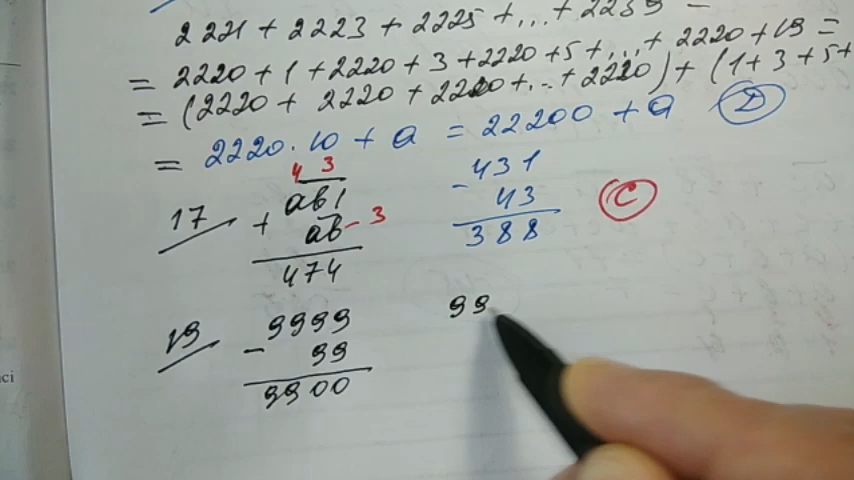 2221 + 2223 + 2225 +...+ 2239 =
= 2220 + 1 + 2220 + 3 + 2220 + 5 +...+ 2220 + 19 =
= (2220 + 2220 + 2220 +...+ 2220) + (1 + 3 + 5 +
= 2220 · 10 + a = 22200 + a D
17
4 3
ab1
+ ab - 3
474
431
- 43
388
C
19
9999
- 99
9900
99
ci